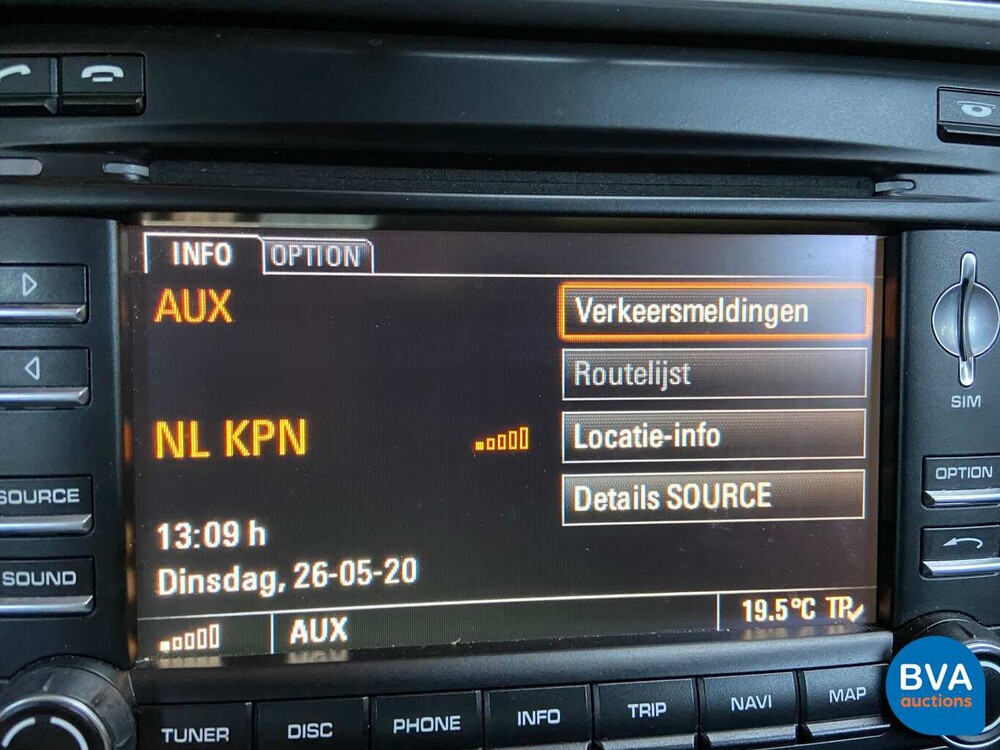 INFO
OPTION
AUX
Verkeersmeldingen
Routelijst
NL KPN
Locatie-info
Details SOURCE
13:09 h
Dinsdag, 26-05-20
AUX
19.5°C TP
SIM
OPTION
SOURCE
SOUND
TUNER
DISC
PHONE
INFO
TRIP
NAVI
MAP
BVA
auctions